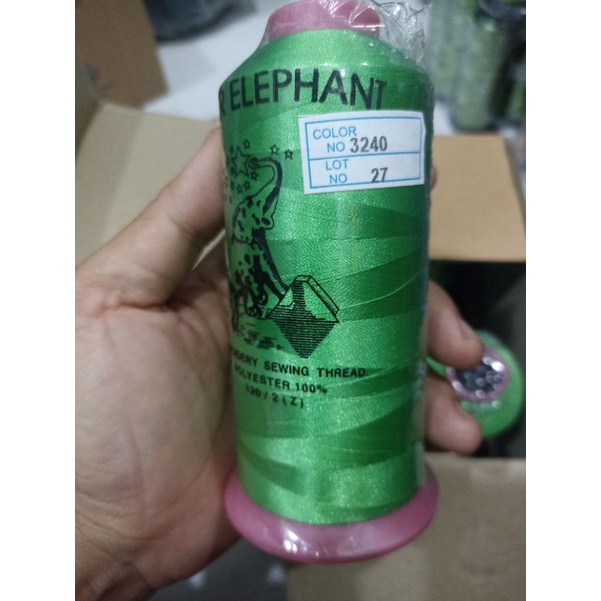 ELEPHANT
COLOR
NO 3240
LOT
NO 27
SEWING THREAD
POLYESTER 100%
120/2(Z)